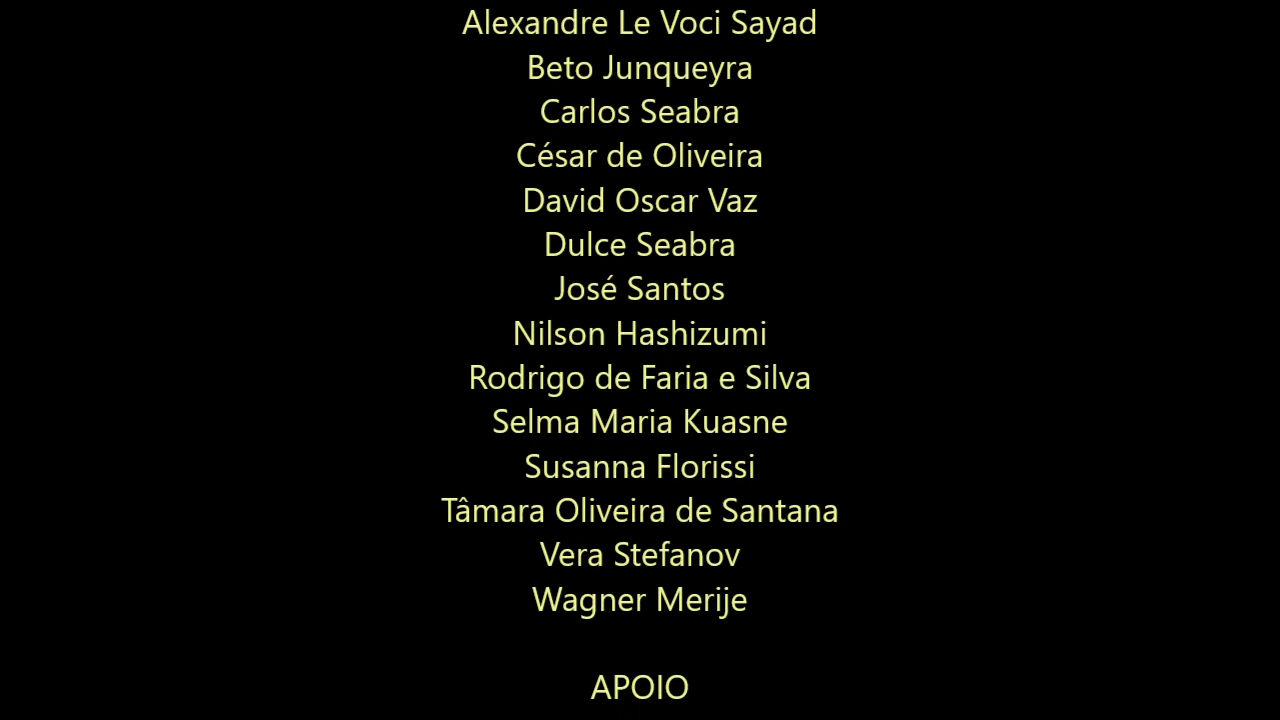 Alexandre Le Voci Sayad
Beto Junqueyra
Carlos Seabra
César de Oliveira
David Oscar Vaz
Dulce Seabra
José Santos
Nilson Hashizumi
Rodrigo de Faria e Silva
Selma Maria Kuasne
Susanna Florissi
Tâmara Oliveira de Santana
Vera Stefanov
Wagner Merije
APOIO